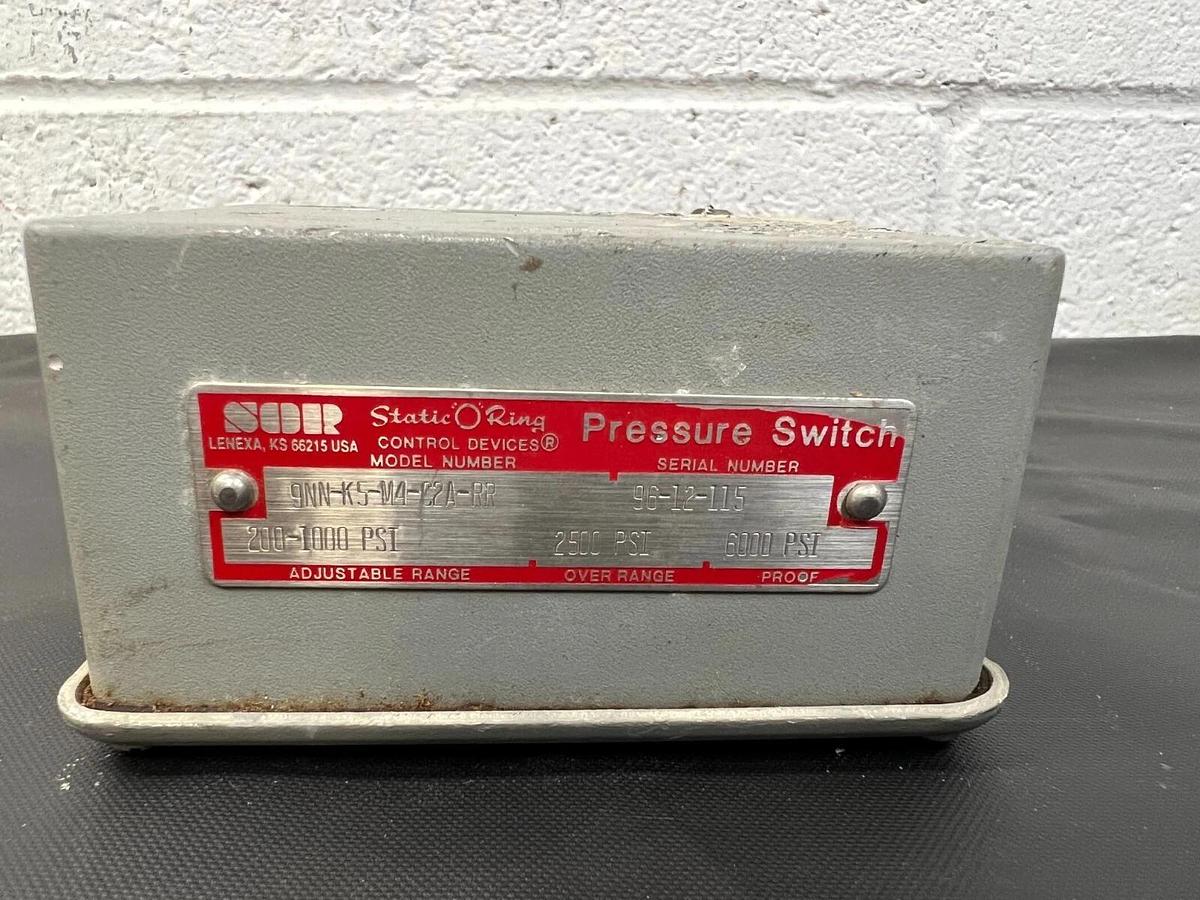 SOR Static "O" Ring Pressure Switch
LENEXA, KS 66215 USA CONTROL DEVICES®
MODEL NUMBER SERIAL NUMBER
9NN-K5-M4-C2A-RR 96-12-115
200-1000 PSI 2500 PSI 6000 PSI
ADJUSTABLE RANGE OVER RANGE PROOF